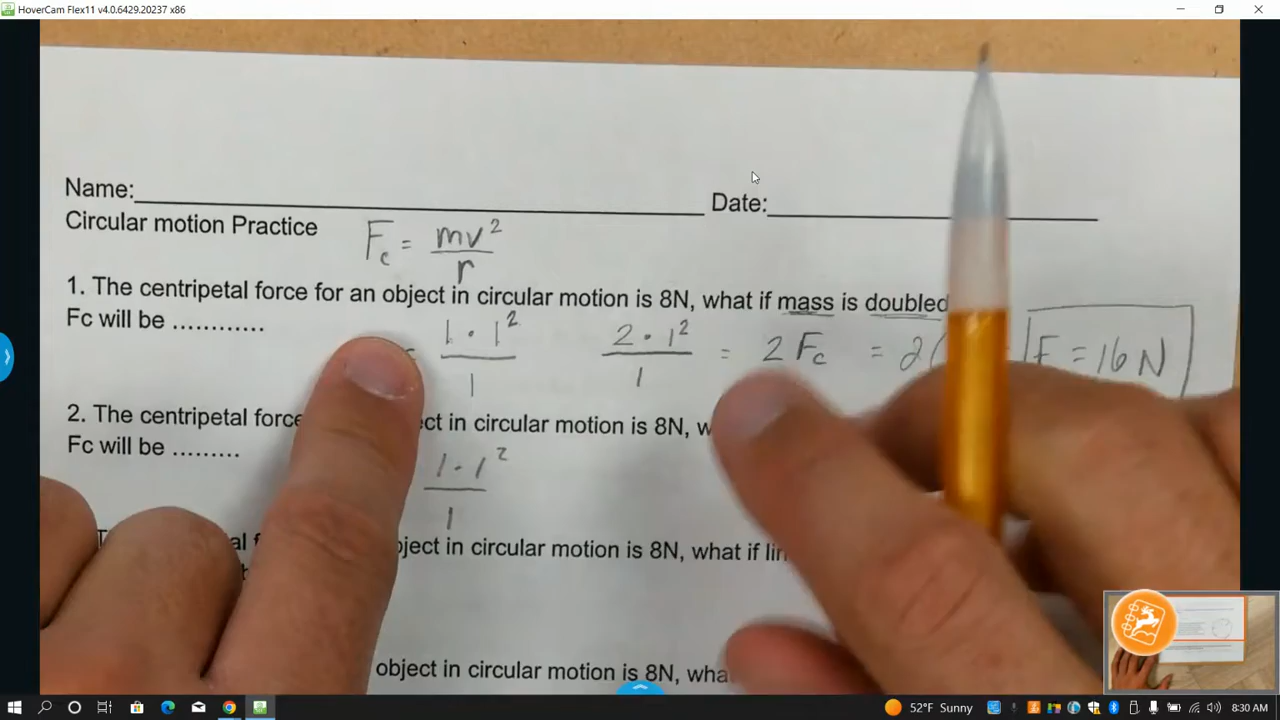 HoverCam Flex11 v4.0.6429.20237 x86
Name: Date:
Circular motion Practice Fc = mv²/r
1. The centripetal force for an object in circular motion is 8N, what if mass is doubled
Fc will be ............ = 1 · 1²/1 2 · 1²/1 = 2 Fc = 2( F = 16 N
2. The centripetal force ct in circular motion is 8N, w
Fc will be ......... 1 · 1²/1
al f bject in circular motion is 8N, what if lin
object in circular motion is 8N, wha
52°F Sunny 8:30 AM